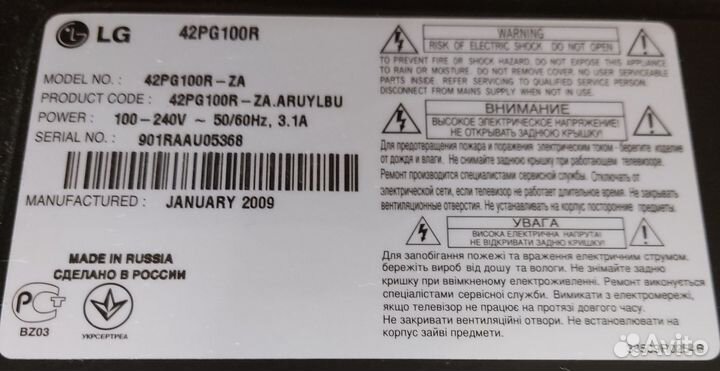 LG 42PG100R
MODEL NO. : 42PG100R-ZA
PRODUCT CODE : 42PG100R-ZA.ARUYLBU
POWER : 100-240V ~ 50/60Hz, 3.1A
SERIAL NO. : 901RAAU05368
MANUFACTURED : JANUARY 2009
MADE IN RUSSIA
СДЕЛАНО В РОССИИ
РСТ
BZ03
УКРСЕРТРЕА
WARNING
RISK OF ELECTRIC SHOCK DO NOT OPEN
TO PREVENT FIRE OR SHOCK HAZARD, DO NOT EXPOSE THIS APPLIANCE
TO RAIN OR MOISTURE. DO NOT REMOVE COVER. NO USER SERVICEABLE
PARTS INSIDE. REFER SERVICING TO QUALIFIED SERVICE PERSONNEL.
DISCONNECT FROM MAINS SUPPLY WHEN NOT IN USE.
ВНИМАНИЕ
ВЫСОКОЕ ЭЛЕКТРИЧЕСКОЕ НАПРЯЖЕНИЕ!
НЕ ОТКРЫВАТЬ ЗАДНЮЮ КРЫШКУ!
Для предотвращения пожара и поражения электрическим током - берегите изделие
от дождя и влаги. Не снимайте заднюю крышку при работающем телевизоре.
Ремонт производится специалистами сервисной службы. Отключать от
электрической сети, если телевизор не работает длительное время. Не закрывать
вентиляционные отверстия. Не вставлять на корпус посторонние предметы.
УВАГА
ВИСОКА ЕЛЕКТРИЧНА НАПРУГА!
НЕ ВІДКРИВАТИ ЗАДНЮ КРИШКУ!
Для запобігання пожежі та враження електричним струмом,
бережіть вироб від дощу та вологи. Не знімайте задню
кришку при ввімкненому електроживленні. Ремонт виконується
спеціалістами сервісної служби. Вимикати з електромережі,
якщо телевізор не працює на протязі довгого часу.
Не закривати вентиляційні отвори. Не встановлювати на
корпус зайві предмети.
Avito